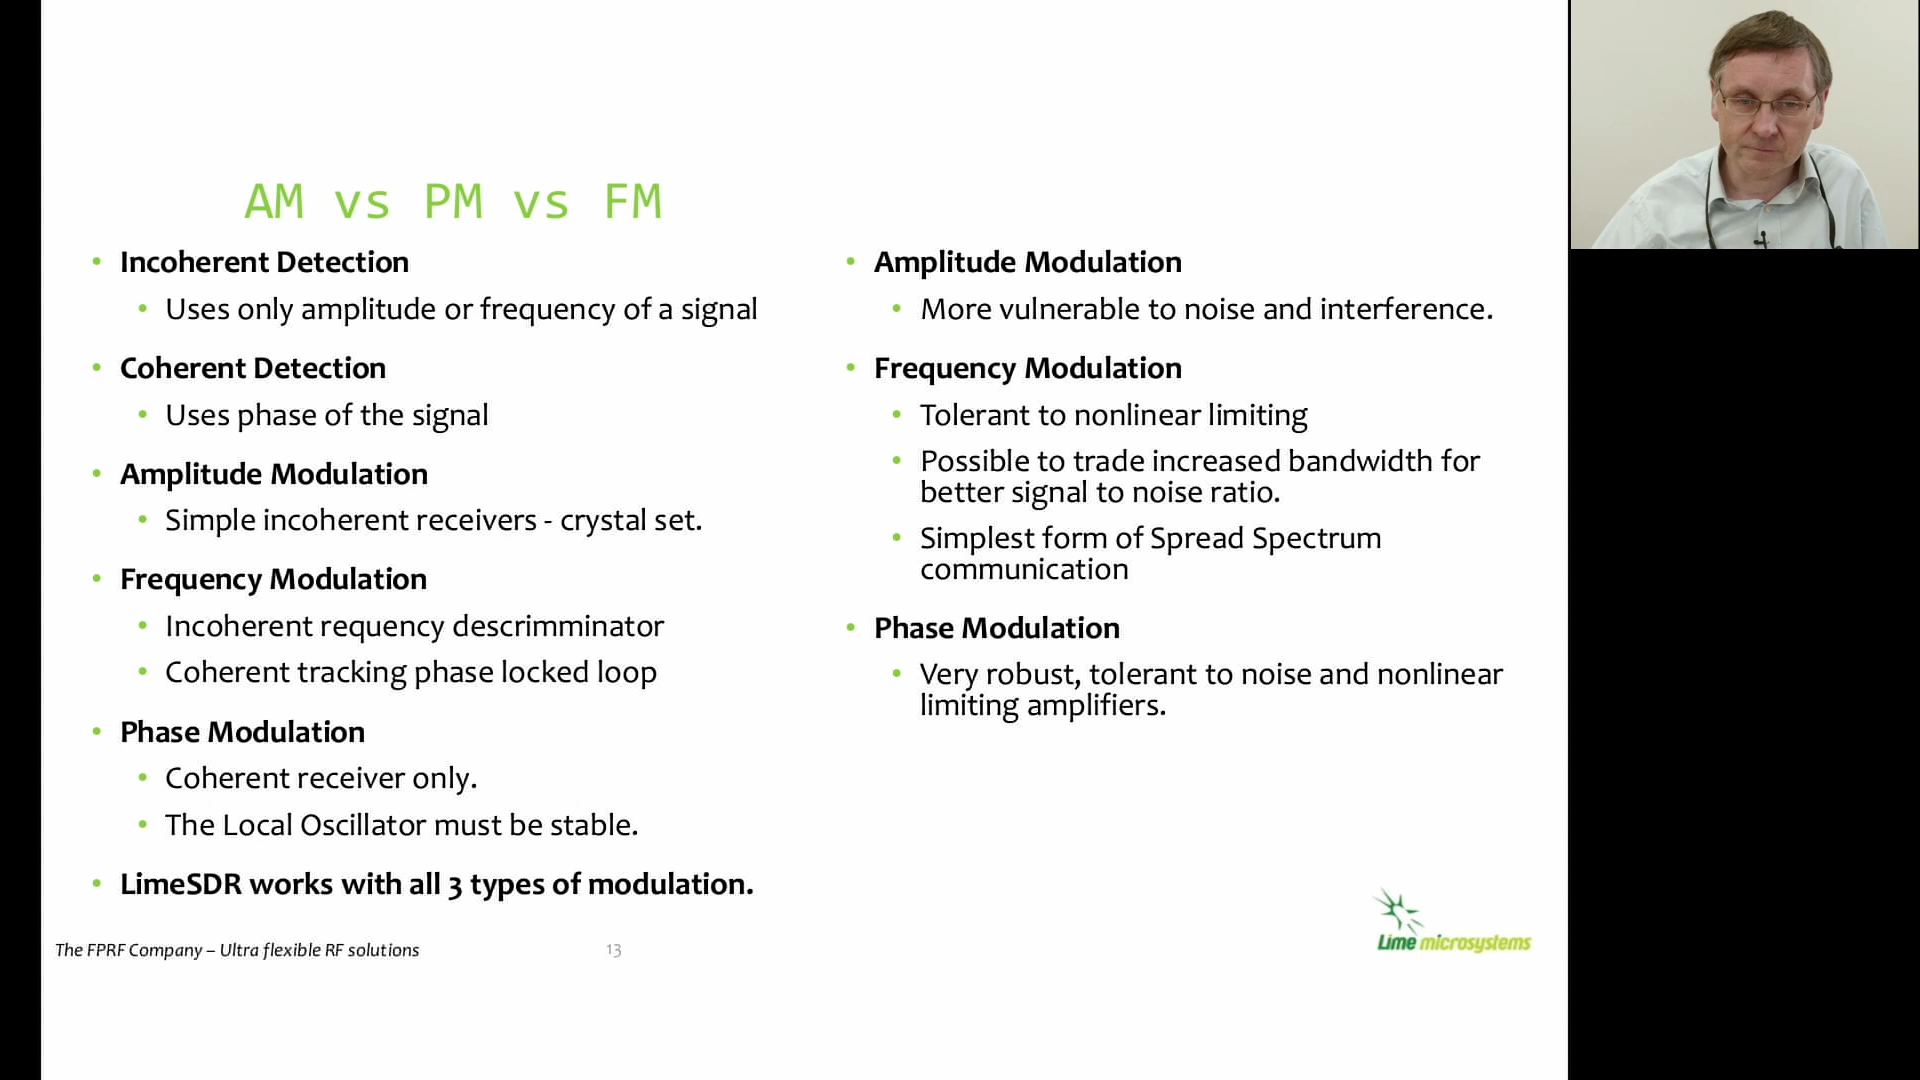 AM vs PM vs FM
Incoherent Detection
Uses only amplitude or frequency of a signal
Coherent Detection
Uses phase of the signal
Amplitude Modulation
Simple incoherent receivers - crystal set.
Frequency Modulation
Incoherent requency descrimminator
Coherent tracking phase locked loop
Phase Modulation
Coherent receiver only.
The Local Oscillator must be stable.
LimeSDR works with all 3 types of modulation.
Amplitude Modulation
More vulnerable to noise and interference.
Frequency Modulation
Tolerant to nonlinear limiting
Possible to trade increased bandwidth for
better signal to noise ratio.
Simplest form of Spread Spectrum
communication
Phase Modulation
Very robust, tolerant to noise and nonlinear
limiting amplifiers.
The FPRF Company – Ultra flexible RF solutions
13
Lime microsystems